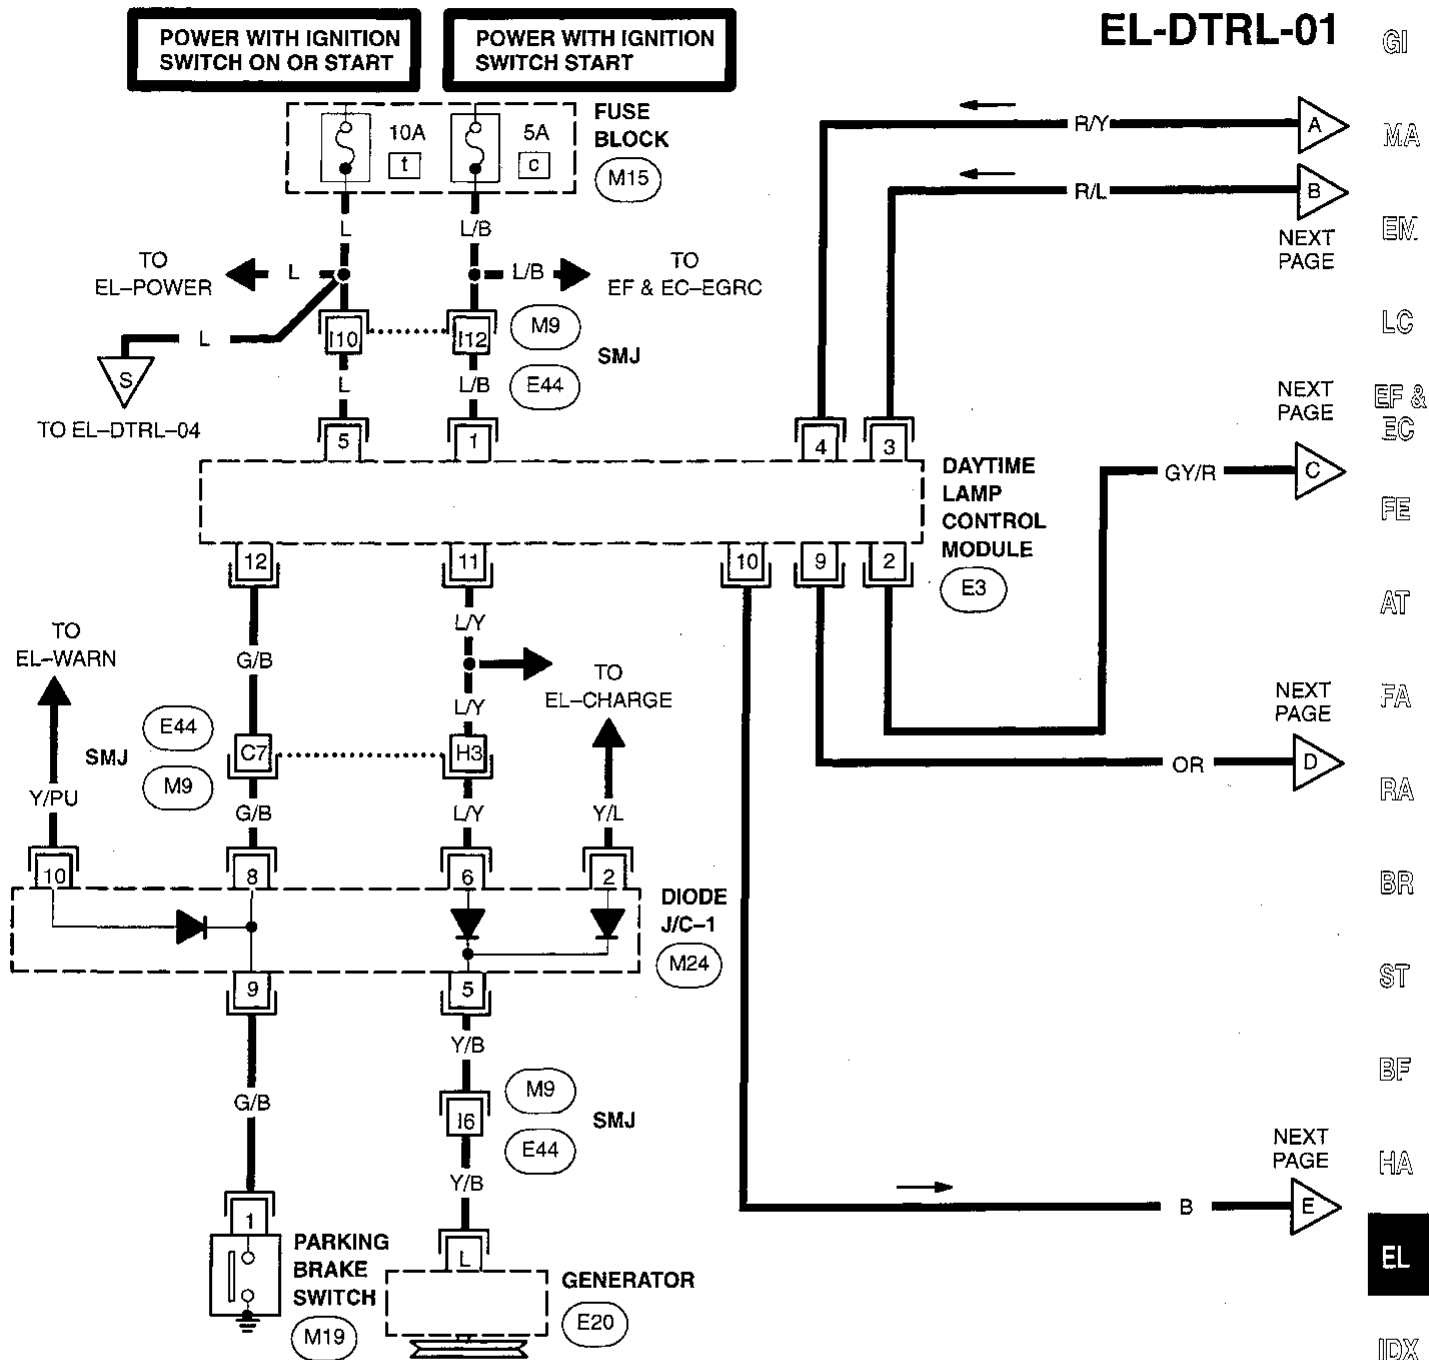 EL-DTRL-01
POWER WITH IGNITION
SWITCH ON OR START
POWER WITH IGNITION
SWITCH START
FUSE
BLOCK
M15
10A
t
5A
c
L
L/B
TO
EL-POWER
L
L/B
TO
EF & EC-EGRC
L
S
TO EL-DTRL-04
I10
I12
M9
SMJ
E44
L
L/B
5
1
4
3
R/Y
A
R/L
B
NEXT
PAGE
NEXT
PAGE
GY/R
C
DAYTIME
LAMP
CONTROL
MODULE
E3
12
11
10
9
2
TO
EL-WARN
G/B
L/Y
L/Y
TO
EL-CHARGE
NEXT
PAGE
OR
D
E44
SMJ
M9
C7
H3
Y/PU
G/B
L/Y
Y/L
10
8
6
2
DIODE
J/C-1
M24
9
5
Y/B
G/B
M9
I6
SMJ
E44
Y/B
NEXT
PAGE
B
E
1
PARKING
BRAKE
SWITCH
M19
L
GENERATOR
E20
GI
MA
EM
LC
EF &
EC
FE
AT
FA
RA
BR
ST
BF
HA
EL
IDX